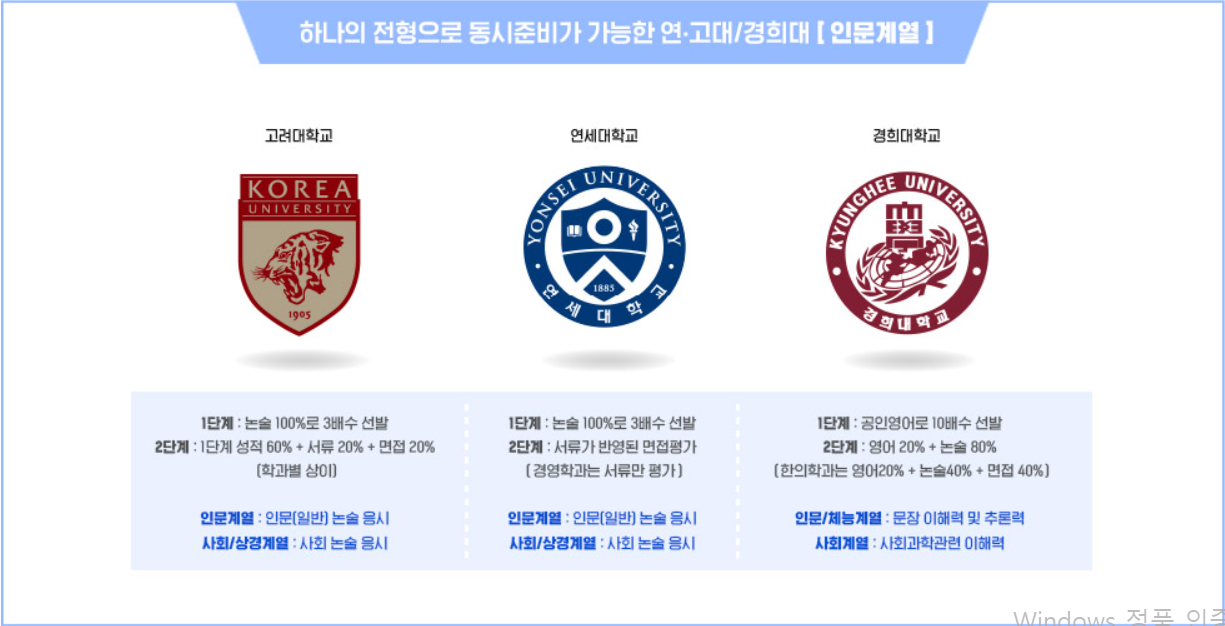 하나의 전형으로 동시준비가 가능한 연·고대/경희대 [ 인문계열 ]
고려대학교
KOREA
UNIVERSITY
1905
연세대학교
YONSEI UNIVERSITY
1885
연세대학교
경희대학교
KYUNGHEE UNIVERSITY
경희대학교
1단계 : 논술 100%로 3배수 선발
2단계 : 1단계 성적 60% + 서류 20% + 면접 20%
(학과별 상이)
인문계열 : 인문(일반) 논술 응시
사회/상경계열 : 사회 논술 응시
1단계 : 논술 100%로 3배수 선발
2단계 : 서류가 반영된 면접평가
( 경영학과는 서류만 평가 )
인문계열 : 인문(일반) 논술 응시
사회/상경계열 : 사회 논술 응시
1단계 : 공인영어로 10배수 선발
2단계 : 영어 20% + 논술 80%
(한의학과는 영어20% + 논술40% + 면접 40%)
인문/체능계열 : 문장 이해력 및 추론력
사회계열 : 사회과학관련 이해력
Windows 정품